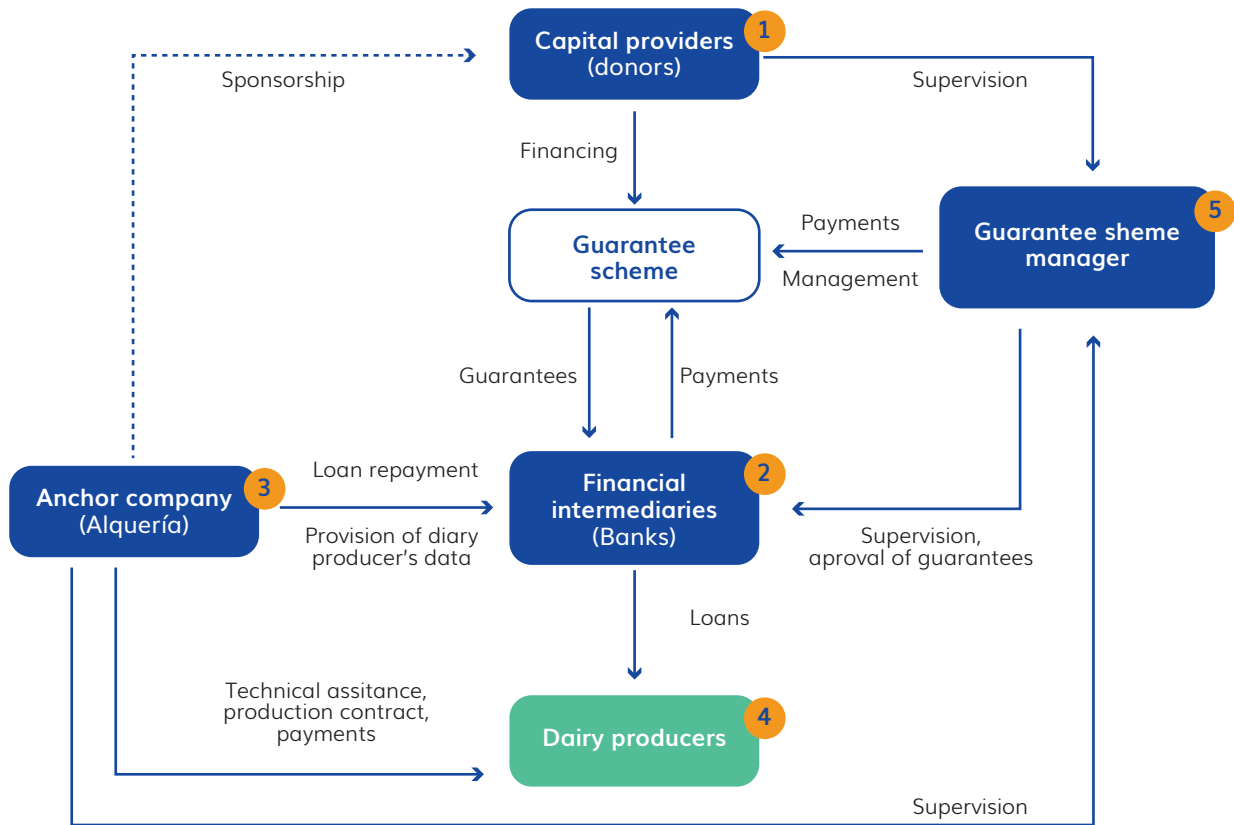 1
Capital providers
(donors)
Sponsorship
Supervision
Financing
5
Guarantee sheme
manager
Guarantee
scheme
Payments
Management
Guarantees
Payments
3
Anchor company
(Alquería)
Loan repayment
Provision of diary
producer's data
2
Financial
intermediaries
(Banks)
Supervision,
aproval of guarantees
Loans
Technical assitance,
production contract,
payments
4
Dairy producers
Supervision